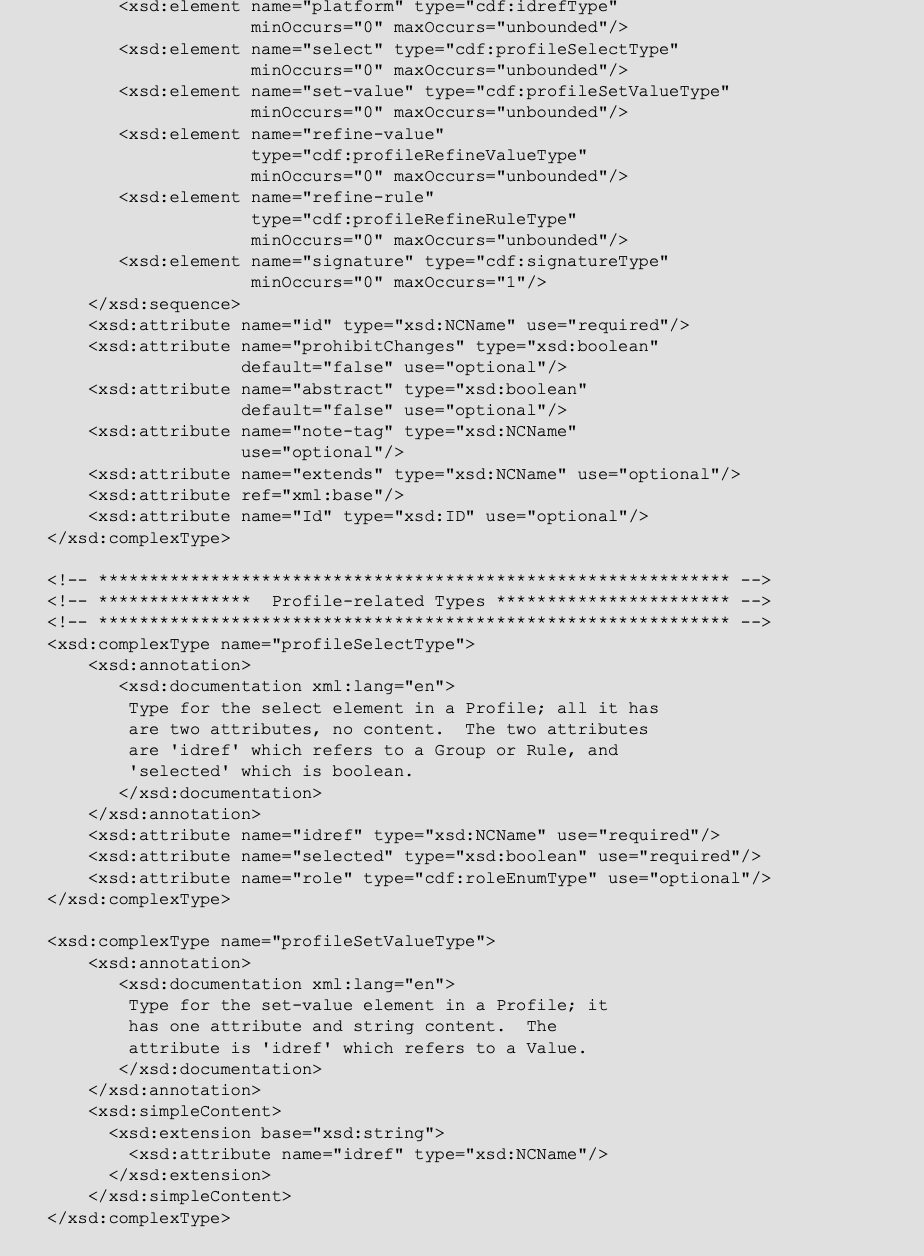 <xsd:element name="platform" type="cdf:idrefType"
minOccurs="0" maxOccurs="unbounded"/>
<xsd:element name="select" type="cdf:profileSelectType"
minOccurs="0" maxOccurs="unbounded"/>
<xsd:element name="set-value" type="cdf:profileSetValueType"
minOccurs="0" maxOccurs="unbounded"/>
<xsd:element name="refine-value"
type="cdf:profileRefineValueType"
minOccurs="0" maxOccurs="unbounded"/>
<xsd:element name="refine-rule"
type="cdf:profileRefineRuleType"
minOccurs="0" maxOccurs="unbounded"/>
<xsd:element name="signature" type="cdf:signatureType"
minOccurs="0" maxOccurs="1"/>
</xsd:sequence>
<xsd:attribute name="id" type="xsd:NCName" use="required"/>
<xsd:attribute name="prohibitChanges" type="xsd:boolean"
default="false" use="optional"/>
<xsd:attribute name="abstract" type="xsd:boolean"
default="false" use="optional"/>
<xsd:attribute name="note-tag" type="xsd:NCName"
use="optional"/>
<xsd:attribute name="extends" type="xsd:NCName" use="optional"/>
<xsd:attribute ref="xml:base"/>
<xsd:attribute name="Id" type="xsd:ID" use="optional"/>
</xsd:complexType>
<!-- ************************************************************** -->
<!-- ***************  Profile-related Types *********************** -->
<!-- ************************************************************** -->
<xsd:complexType name="profileSelectType">
<xsd:annotation>
<xsd:documentation xml:lang="en">
Type for the select element in a Profile; all it has
are two attributes, no content.  The two attributes
are 'idref' which refers to a Group or Rule, and
'selected' which is boolean.
</xsd:documentation>
</xsd:annotation>
<xsd:attribute name="idref" type="xsd:NCName" use="required"/>
<xsd:attribute name="selected" type="xsd:boolean" use="required"/>
<xsd:attribute name="role" type="cdf:roleEnumType" use="optional"/>
</xsd:complexType>
<xsd:complexType name="profileSetValueType">
<xsd:annotation>
<xsd:documentation xml:lang="en">
Type for the set-value element in a Profile; it
has one attribute and string content.  The
attribute is 'idref' which refers to a Value.
</xsd:documentation>
</xsd:annotation>
<xsd:simpleContent>
<xsd:extension base="xsd:string">
<xsd:attribute name="idref" type="xsd:NCName"/>
</xsd:extension>
</xsd:simpleContent>
</xsd:complexType>